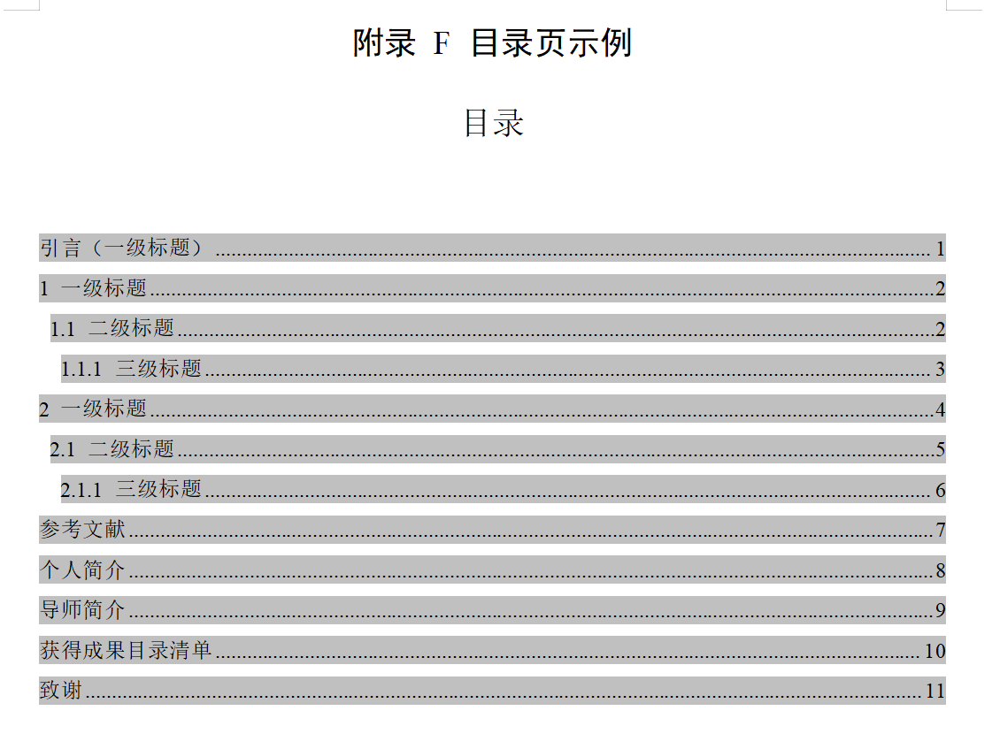 附录 F 目录页示例
目录
引言（一级标题）........................................ 1
1 一级标题........................................2
1.1 二级标题........................................2
1.1.1 三级标题........................................ 3
2 一级标题........................................4
2.1 二级标题........................................5
2.1.1 三级标题........................................ 6
参考文献........................................7
个人简介........................................8
导师简介........................................9
获得成果目录清单........................................ 10
致谢........................................ 11